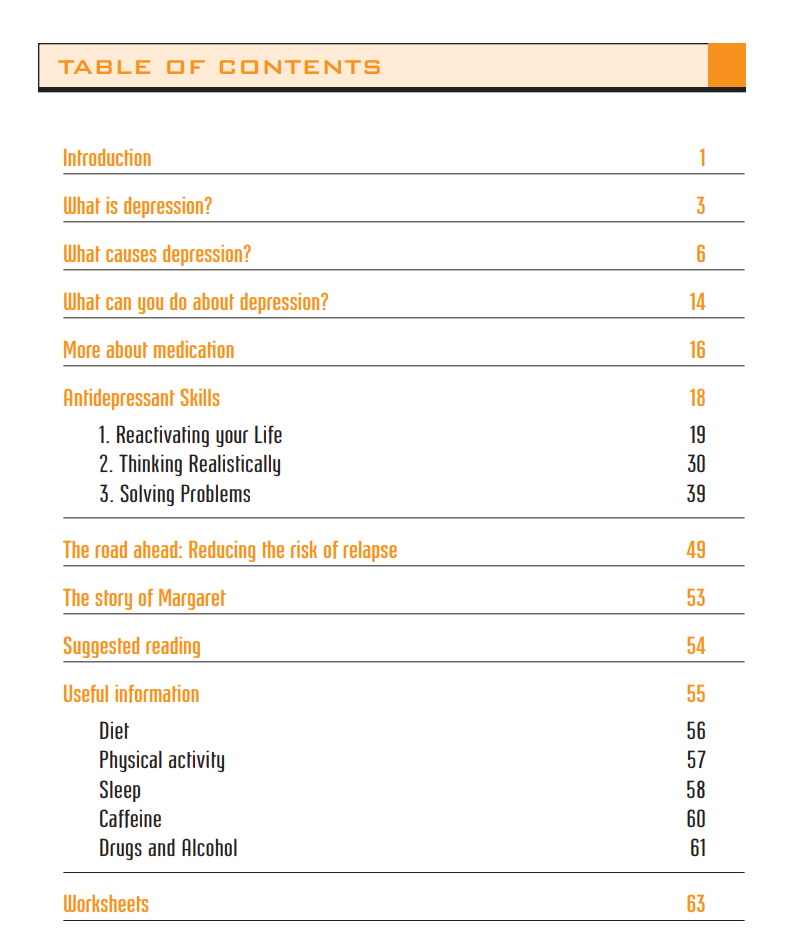 TABLE OF CONTENTS
Introduction 1
What is depression? 3
What causes depression? 6
What can you do about depression? 14
More about medication 16
Antidepressant Skills 18
1. Reactivating your Life 19
2. Thinking Realistically 30
3. Solving Problems 39
The road ahead: Reducing the risk of relapse 49
The story of Margaret 53
Suggested reading 54
Useful information 55
Diet 56
Physical activity 57
Sleep 58
Caffeine 60
Drugs and Alcohol 61
Worksheets 63